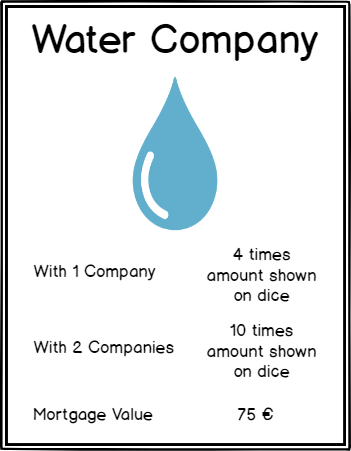 Water Company
4 times
With 1 Company
amount shown
on dice
10 times
With 2 Companies
amount shown
on dice
Mortgage Value
75 €